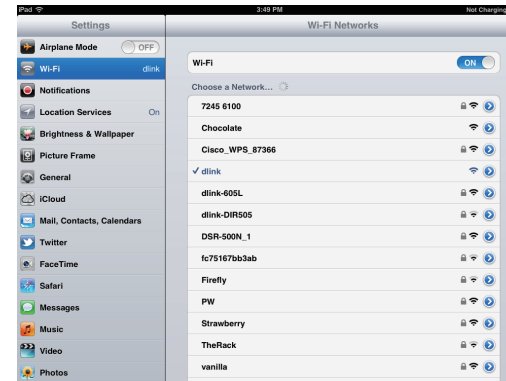 iPad 3:49 PM Not Charging
Settings
Airplane Mode OFF
Wi-Fi dlink
Notifications
Location Services On
Brightness & Wallpaper
Picture Frame
General
iCloud
Mail, Contacts, Calendars
Twitter
FaceTime
Safari
Messages
Music
Video
Photos
Wi-Fi Networks
Wi-Fi ON
Choose a Network...
7245 6100
Chocolate
Cisco_WPS_87366
✓ dlink
dlink-605L
dlink-DIR505
DSR-500N_1
fc75167bb3ab
Firefly
PW
Strawberry
TheRack
vanilla